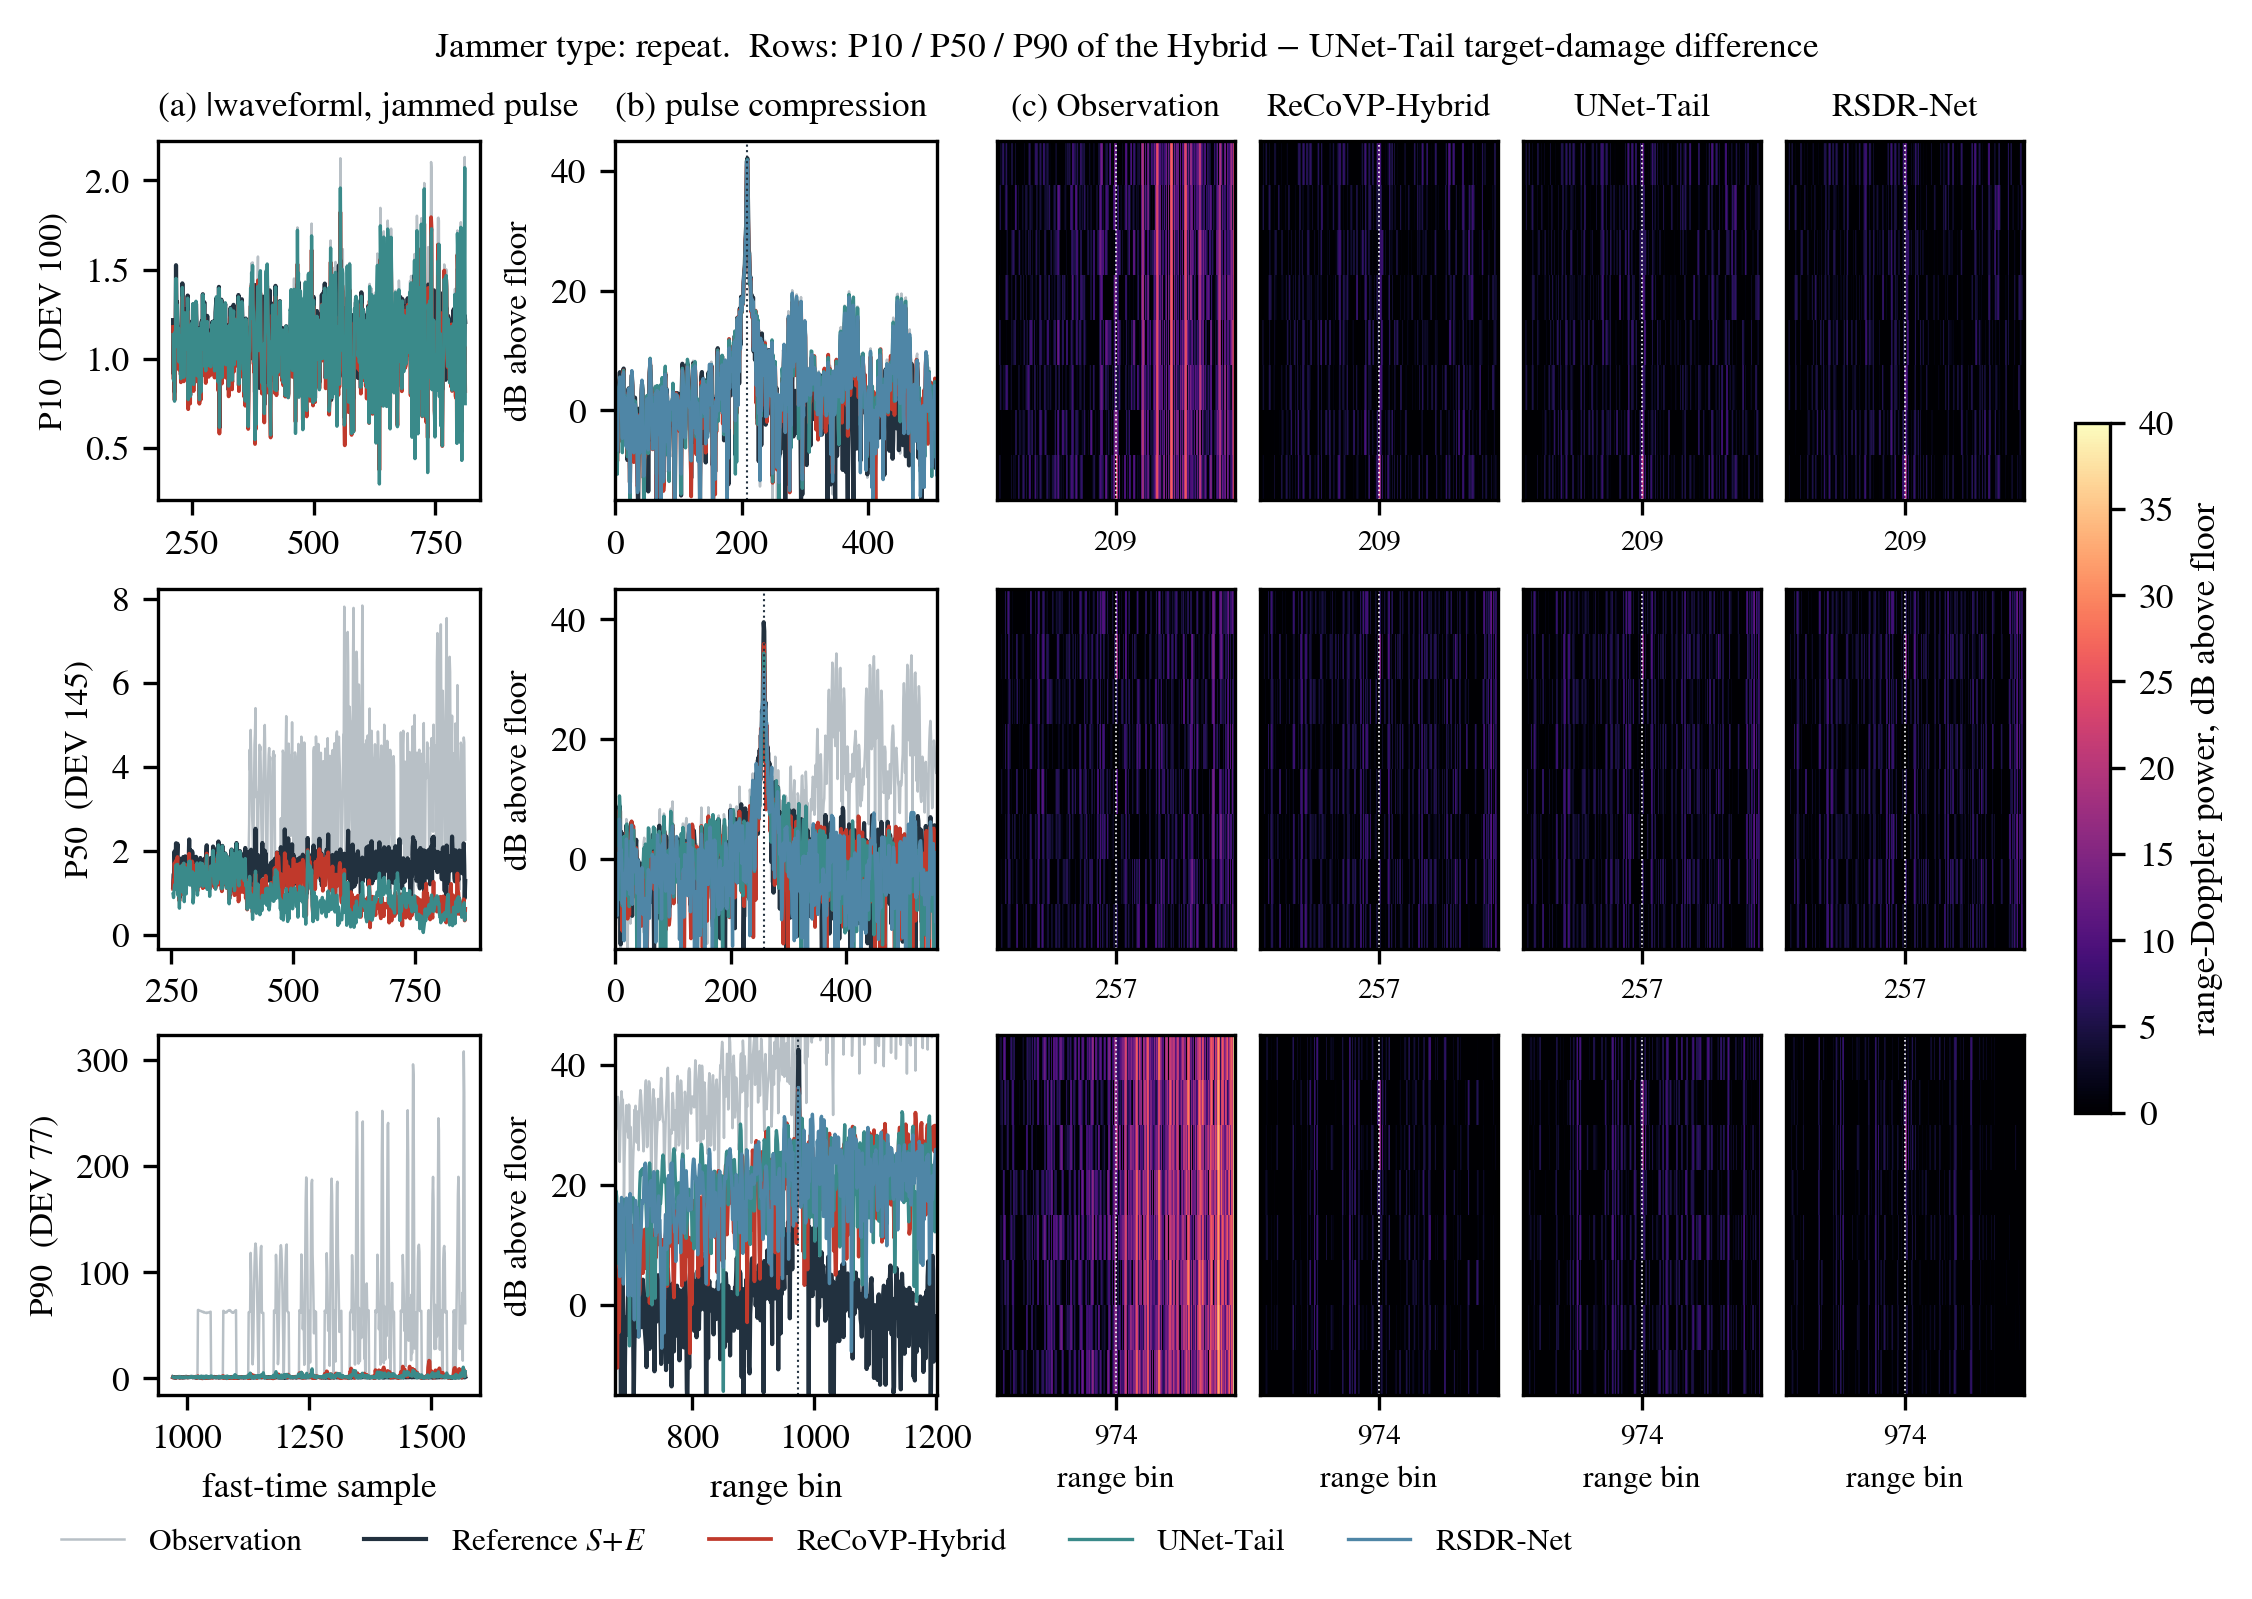 Jammer type: repeat.  Rows: P10 / P50 / P90 of the Hybrid − UNet-Tail target-damage difference
(a) |waveform|, jammed pulse
(b) pulse compression
(c) Observation
ReCoVP-Hybrid
UNet-Tail
RSDR-Net
P10 (DEV 100)
2.0
1.5
1.0
0.5
250 500 750
dB above floor
40
20
0
0 200 400
209
209
209
209
P50 (DEV 145)
8
6
4
2
0
250 500 750
dB above floor
40
20
0
0 200 400
257
257
257
257
P90 (DEV 77)
300
200
100
0
1000 1250 1500
fast-time sample
dB above floor
40
20
0
800 1000 1200
range bin
974
range bin
974
range bin
974
range bin
974
range bin
40
35
30
25
20
15
10
5
0
range-Doppler power, dB above floor
Observation
Reference S+E
ReCoVP-Hybrid
UNet-Tail
RSDR-Net